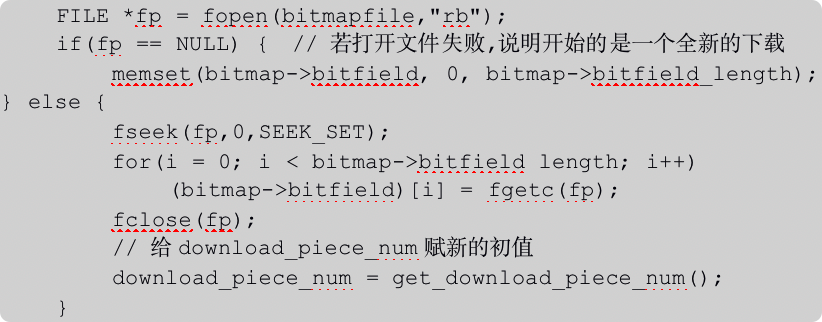 FILE *fp = fopen(bitmapfile,"rb");
if(fp == NULL) {  // 若打开文件失败,说明开始的是一个全新的下载
memset(bitmap->bitfield, 0, bitmap->bitfield_length);
} else {
fseek(fp,0,SEEK_SET);
for(i = 0; i < bitmap->bitfield length; i++)
(bitmap->bitfield)[i] = fgetc(fp);
fclose(fp);
// 给 download_piece_num 赋新的初值
download_piece_num = get_download_piece_num();
}